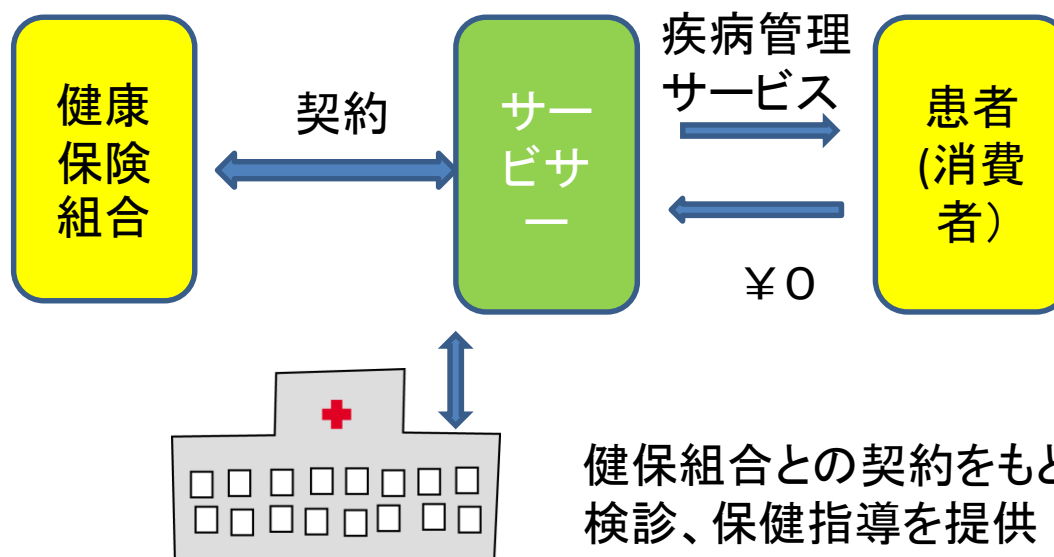 健康
保険
組合
契約
サー
ビサ
ー
疾病管理
サービス
¥0
患者
(消費
者)
健保組合との契約をもと
検診、保健指導を提供